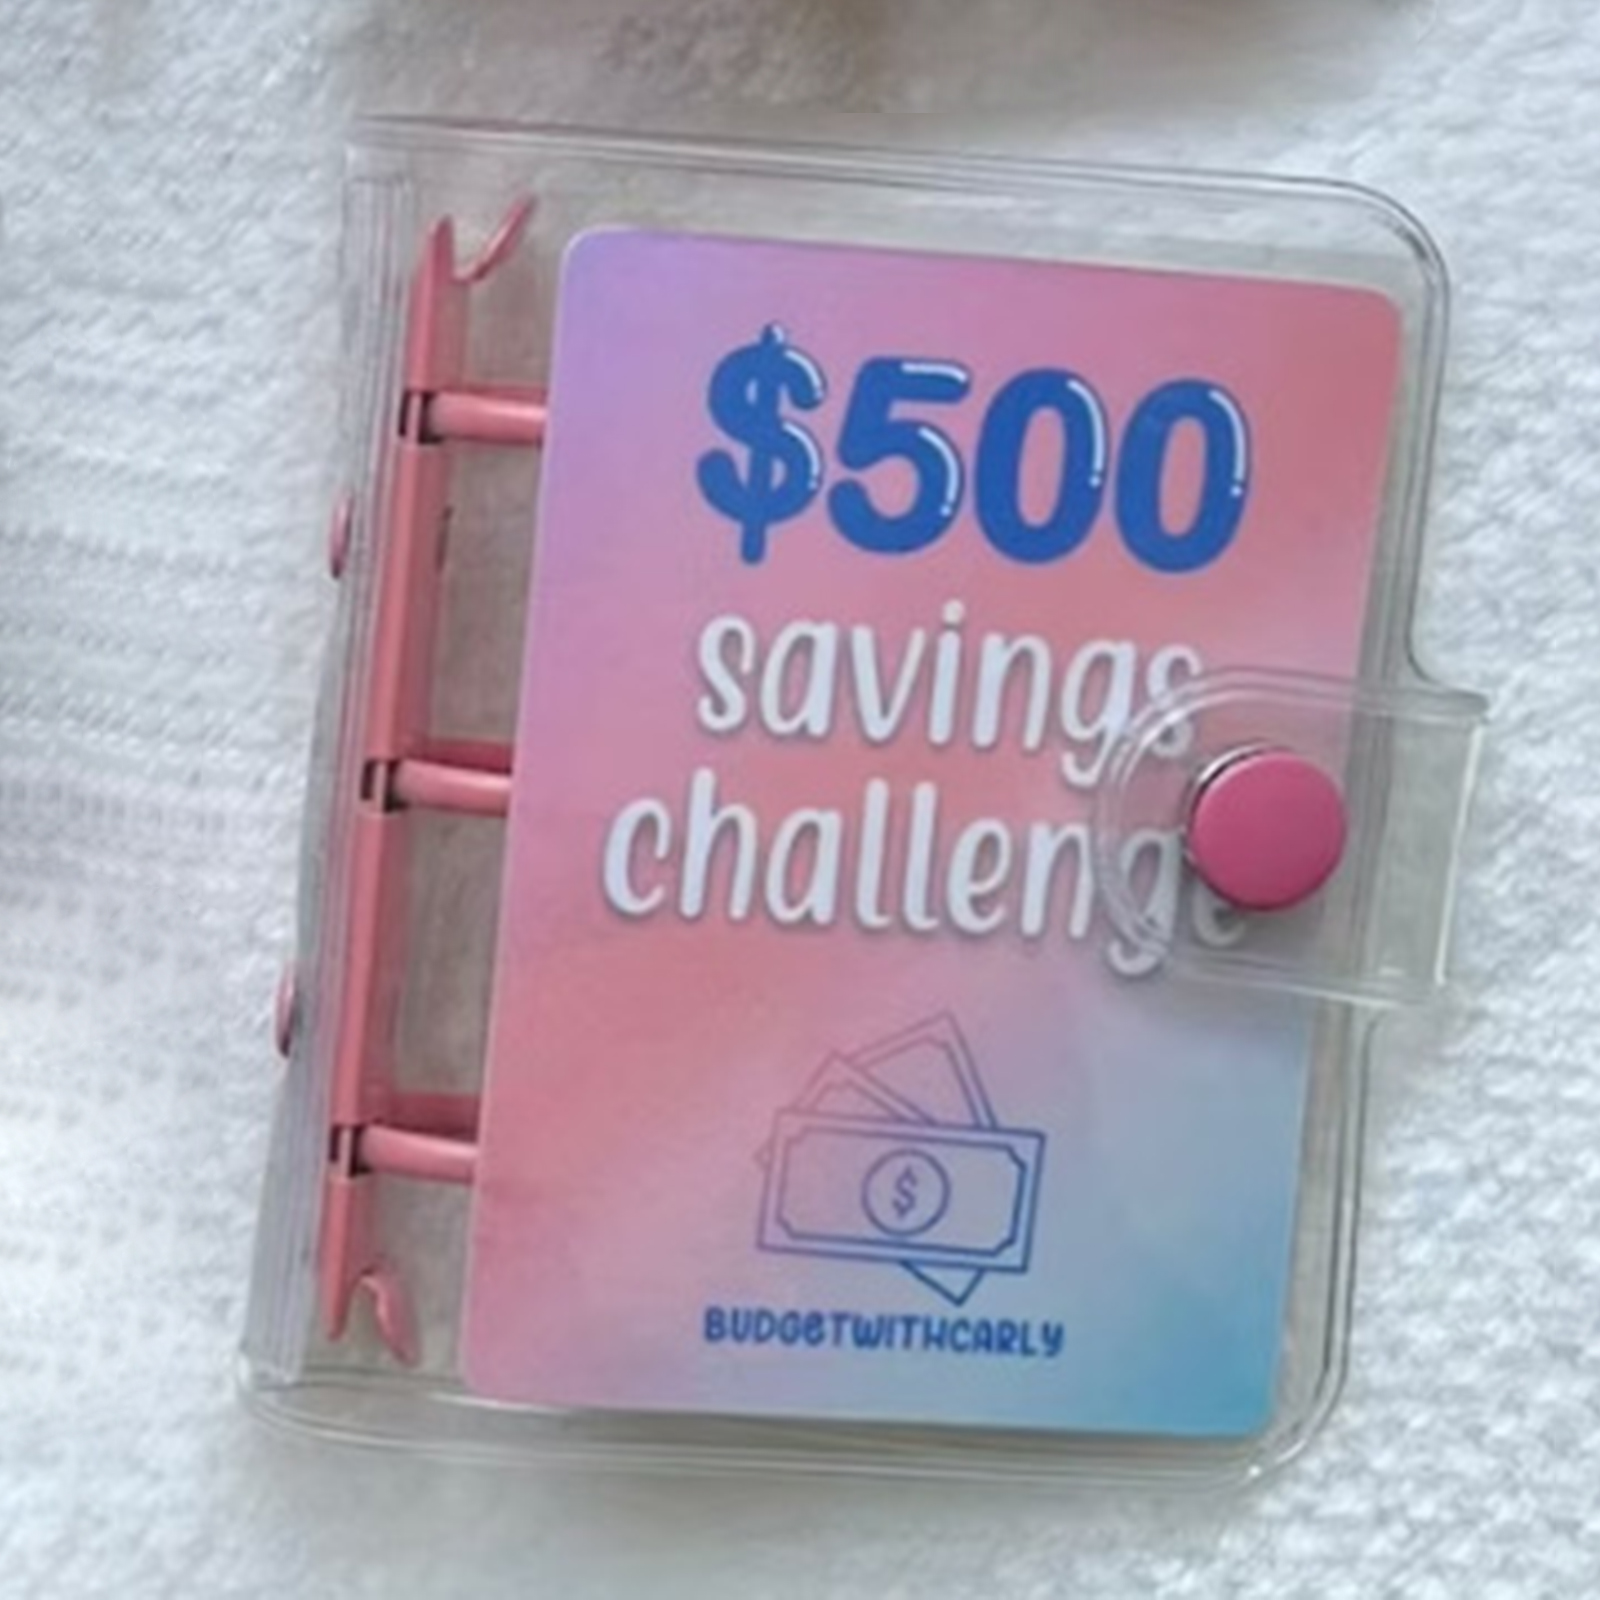 $500
savings
challenge
$
BUDGETWITHCARLY